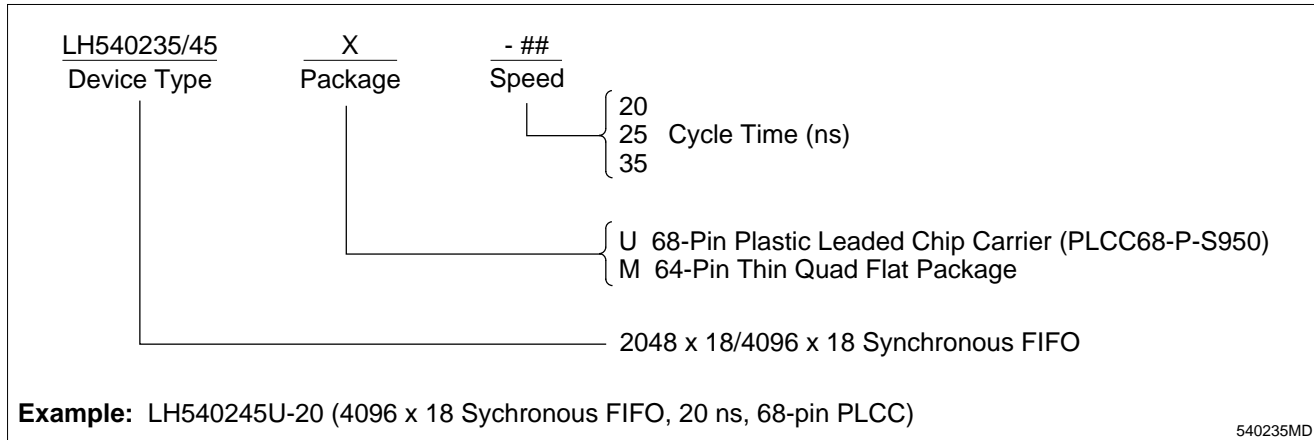 LH540235/45 X - ##
Device Type Package Speed
20
25 Cycle Time (ns)
35
U 68-Pin Plastic Leaded Chip Carrier (PLCC68-P-S950)
M 64-Pin Thin Quad Flat Package
2048 x 18/4096 x 18 Synchronous FIFO
Example: LH540245U-20 (4096 x 18 Sychronous FIFO, 20 ns, 68-pin PLCC)
540235MD